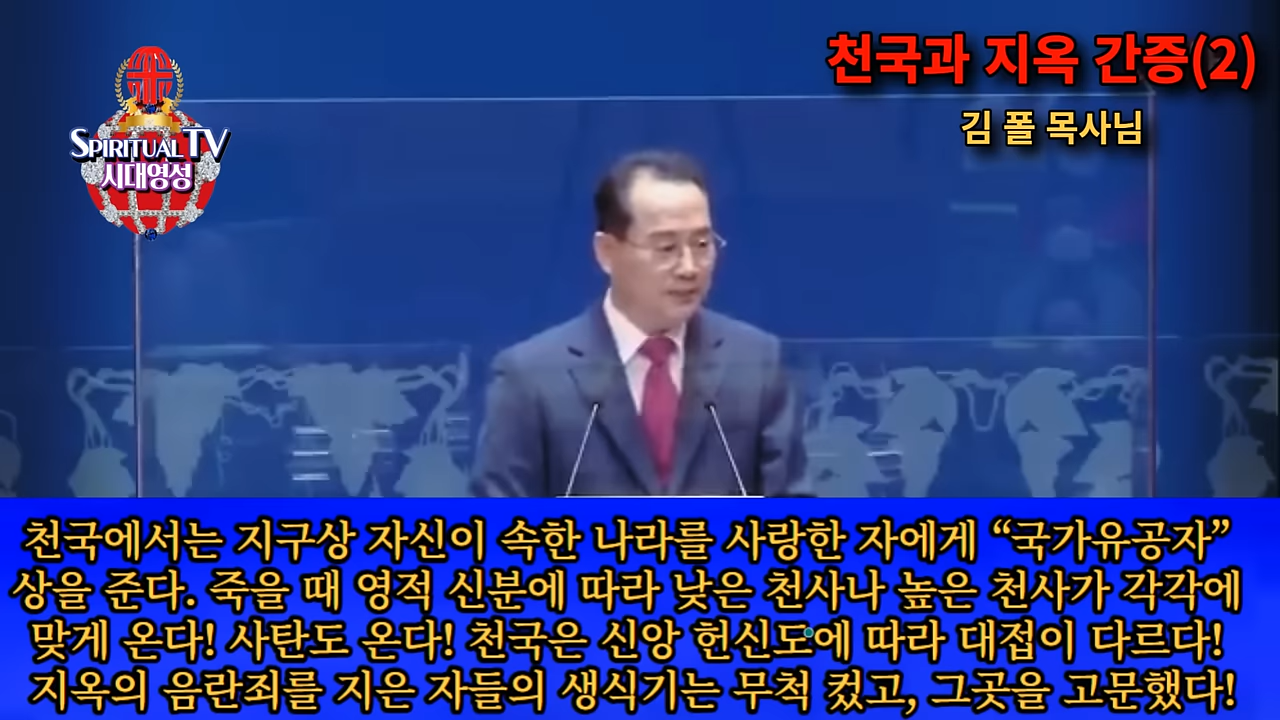 천국과 지옥 간증(2)
김 폴 목사님
SPIRITUAL TV
시대영성
천국에서는 지구상 자신이 속한 나라를 사랑한 자에게 “국가유공자”
상을 준다. 죽을 때 영적 신분에 따라 낮은 천사나 높은 천사가 각각에
맞게 온다! 사탄도 온다! 천국은 신앙 헌신도에 따라 대접이 다르다!
지옥의 음란죄를 지은 자들의 생식기는 무척 컸고, 그곳을 고문했다!